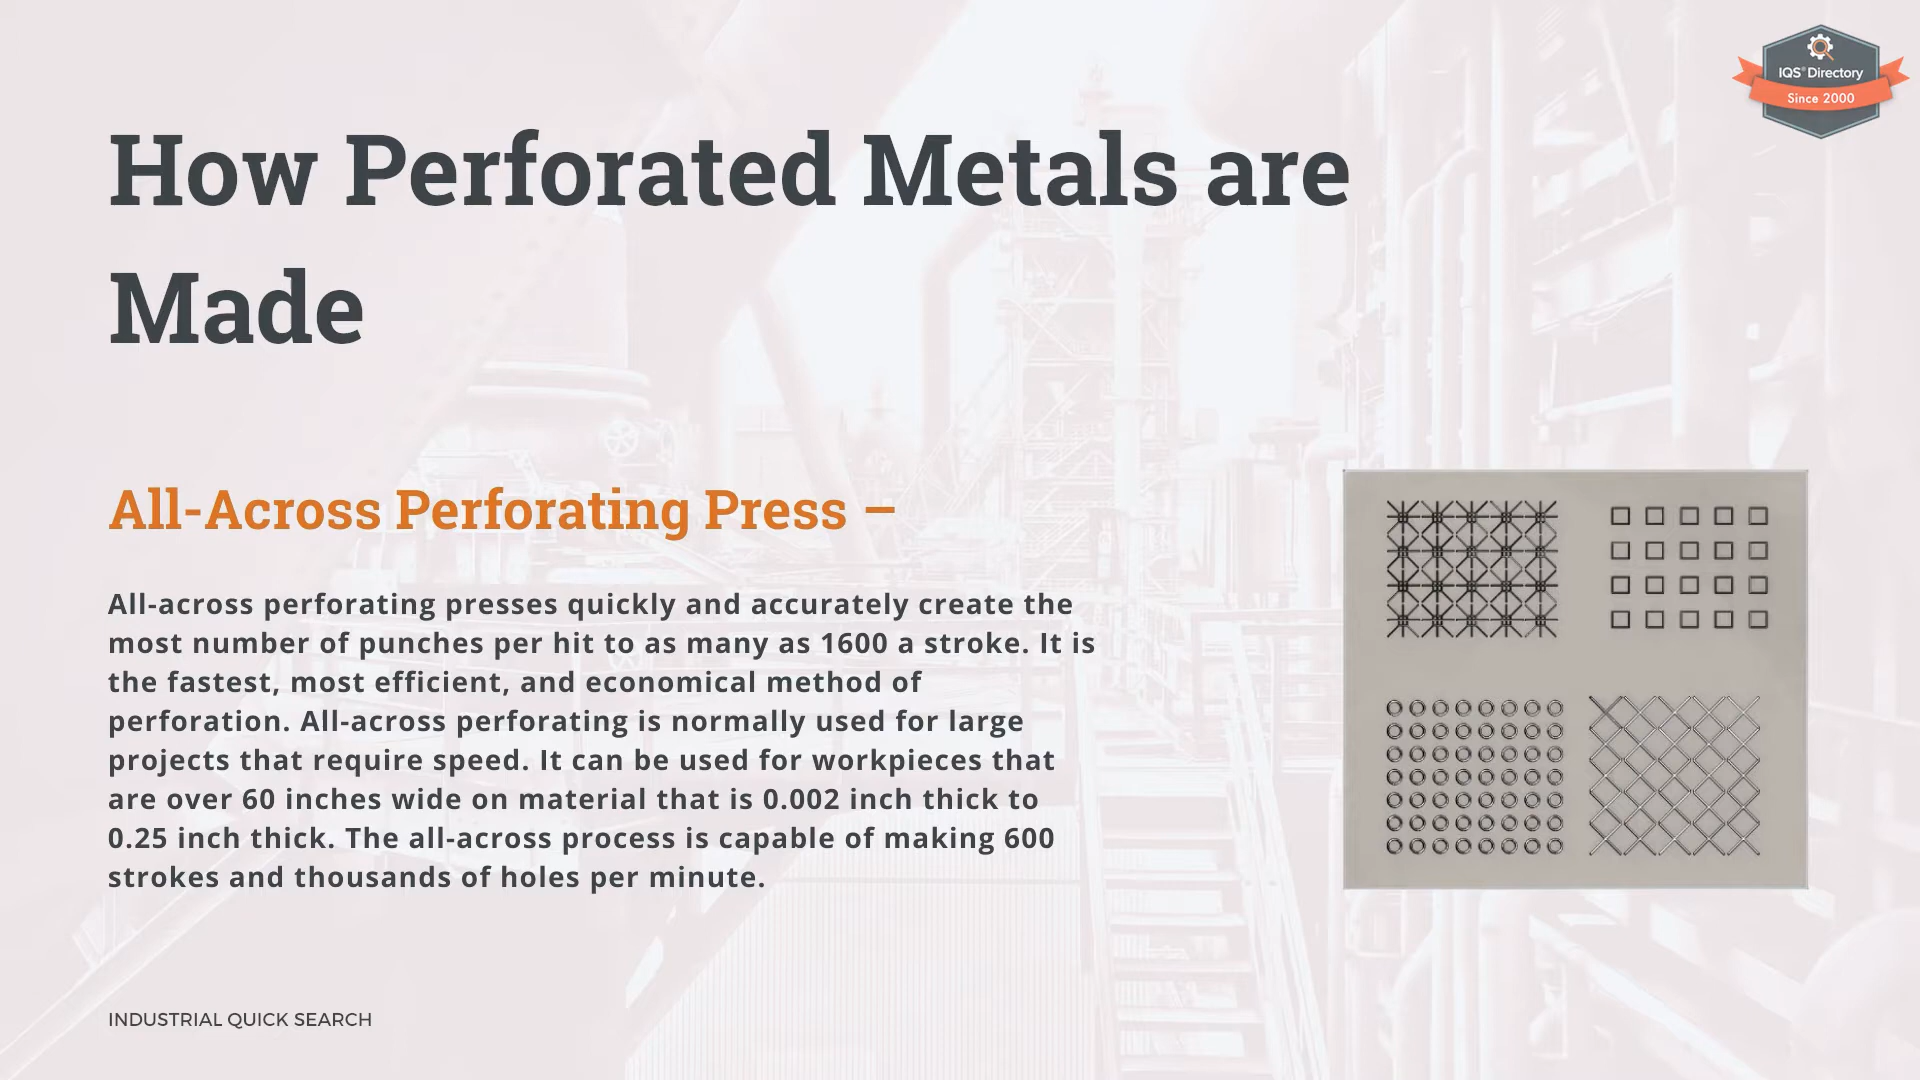 IQS® Directory
Since 2000
How Perforated Metals are
Made
All-Across Perforating Press –
All-across perforating presses quickly and accurately create the
most number of punches per hit to as many as 1600 a stroke. It is
the fastest, most efficient, and economical method of
perforation. All-across perforating is normally used for large
projects that require speed. It can be used for workpieces that
are over 60 inches wide on material that is 0.002 inch thick to
0.25 inch thick. The all-across process is capable of making 600
strokes and thousands of holes per minute.
INDUSTRIAL QUICK SEARCH